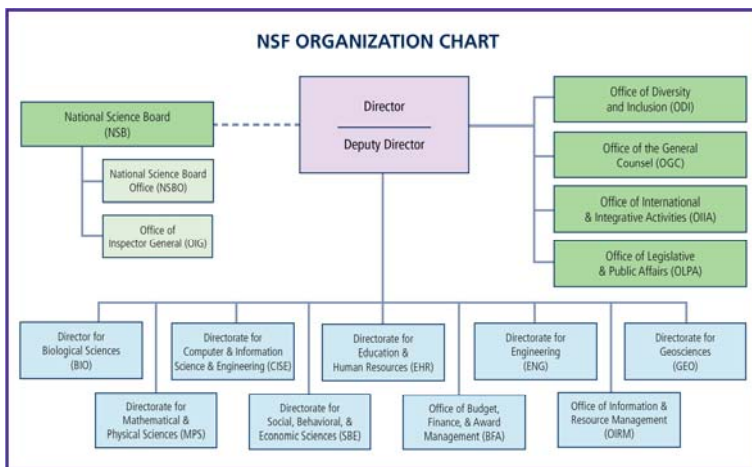 NSF ORGANIZATION CHART
National Science Board
(NSB)
National Science Board
Office (NSBO)
Office of
Inspector General (OIG)
Director
Deputy Director
Office of Diversity
and Inclusion (ODI)
Office of the General
Counsel (OGC)
Office of International
& Integrative Activities (OIIA)
Office of Legislative
& Public Affairs (OLPA)
Director for
Biological Sciences
(BIO)
Directorate for
Computer & Information
Science & Engineering (CISE)
Directorate for
Education &
Human Resources (EHR)
Directorate for
Engineering
(ENG)
Directorate for
Geosciences
(GEO)
Directorate for
Mathematical &
Physical Sciences (MPS)
Directorate for
Social, Behavioral, &
Economic Sciences (SBE)
Office of Budget,
Finance, & Award
Management (BFA)
Office of Information &
Resource Management
(OIRM)